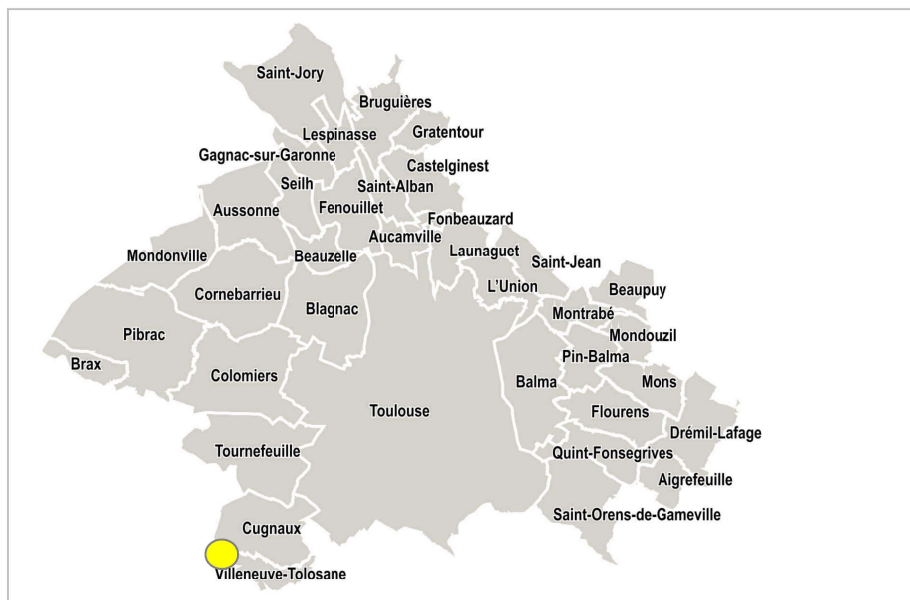 Saint-Jory
Bruguières
Lespinasse
Gratentour
Gagnac-sur-Garonne
Castelginest
Seilh
Saint-Alban
Aussonne
Fenouillet
Fonbeauzard
Aucamville
Launaguet
Mondonville
Beauzelle
Saint-Jean
L'Union
Beaupuy
Cornebarrieu
Blagnac
Montrabé
Pibrac
Mondouzil
Pin-Balma
Brax
Colomiers
Balma
Mons
Toulouse
Flourens
Drémil-Lafage
Tournefeuille
Quint-Fonsegrives
Aigrefeuille
Saint-Orens-de-Gameville
Cugnaux
Villeneuve-Tolosane